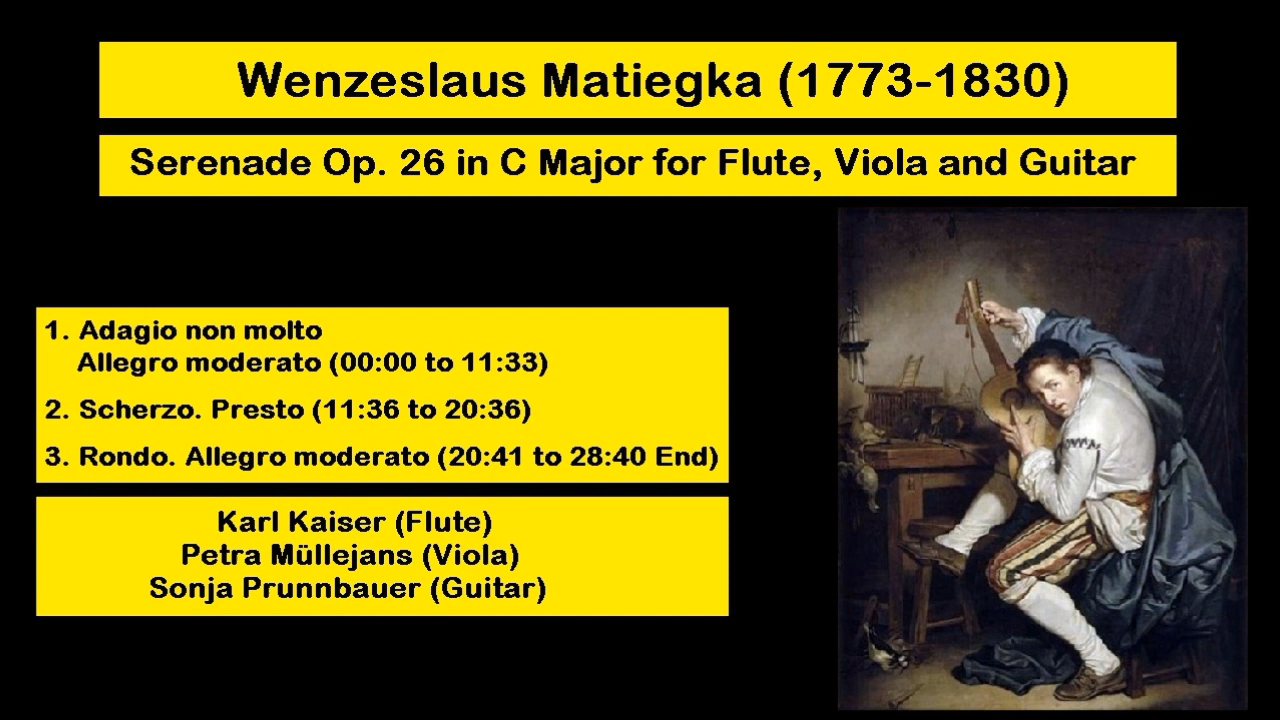 Wenzeslaus Matiegka (1773-1830)
Serenade Op. 26 in C Major for Flute, Viola and Guitar
1. Adagio non molto
Allegro moderato (00:00 to 11:33)
2. Scherzo. Presto (11:36 to 20:36)
3. Rondo. Allegro moderato (20:41 to 28:40 End)
Karl Kaiser (Flute)
Petra Müllejans (Viola)
Sonja Prunnbauer (Guitar)